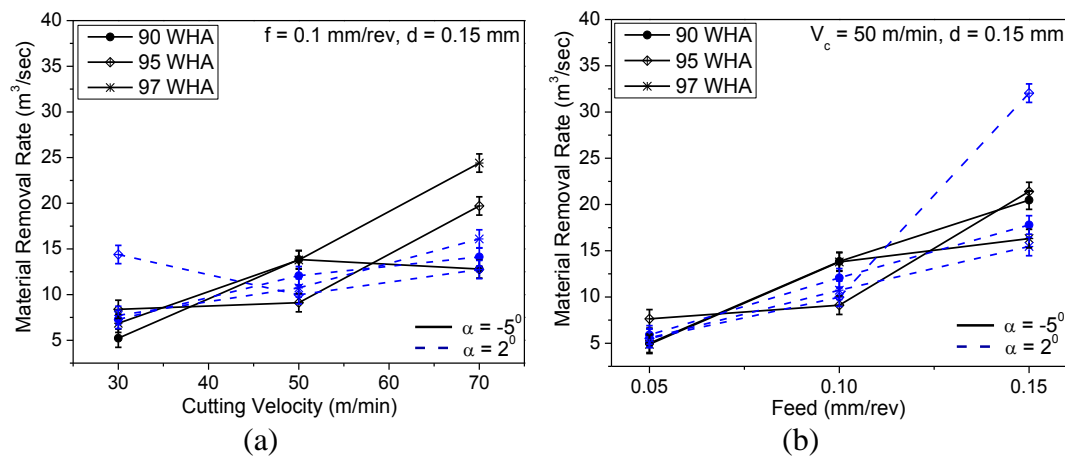 f = 0.1 mm/rev, d = 0.15 mm
90 WHA
95 WHA
97 WHA
Material Removal Rate (m³/sec)
40
35
30
25
20
15
10
5
α = -5⁰
α = 2⁰
30
40
50
60
70
Cutting Velocity (m/min)
(a)
V_c = 50 m/min, d = 0.15 mm
90 WHA
95 WHA
97 WHA
Material Removal Rate (m³/sec)
40
35
30
25
20
15
10
5
α = -5⁰
α = 2⁰
0.05
0.10
0.15
Feed (mm/rev)
(b)